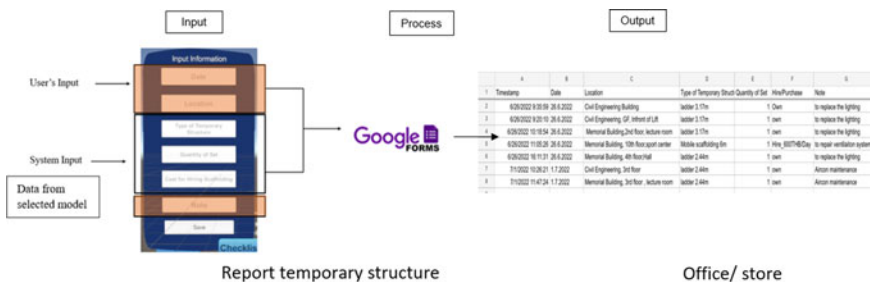 Input
Process
Output
Input Information
User's Input
Date
Location
Type of Temporary
Structure
System Input
Quantity of Set
Cost for Hiring Scaffolding
Data from
selected model
Note
Save
Checklis
Google
FORMS
A B C D E F G
1 Timestamp Date Location Type of Temporary Struct Quantity of Set Hire/Purchase Note
2 6/26/2022 9:30:59 26.6.2022 Civil Engineering Building ladder 3.17m 1 Own to replace the lighting
3 6/26/2022 9:20:10 26.6.2022 Civil Engineering, GF, Infront of Lift ladder 3.17m 1 own to replace the lighting
4 6/26/2022 10:18:54 26.6.2022 Memorial Building,2nd floor, lecture room ladder 3.17m 1 own to replace the lighting
5 6/26/2022 11:05:26 26.6.2022 Memorial Building, 10th floor,sport center Mobile scaffolding 6m 1 Hire_600THB/Day to repair ventilation system
6 6/26/2022 16:11:31 26.6.2022 Memorial Building, 4th floor,Hall ladder 2.44m 1 own to replace the lighting
7 7/1/2022 10:26:21 1.7.2022 Civil Engineering, 3rd floor ladder 2.44m 1 own Aircon maintenance
8 7/1/2022 11:47:24 1.7.2022 Memorial Building, 3rd floor , lecture room ladder 2.44m 1 own Aircon maintenance
Report temporary structure
Office/ store